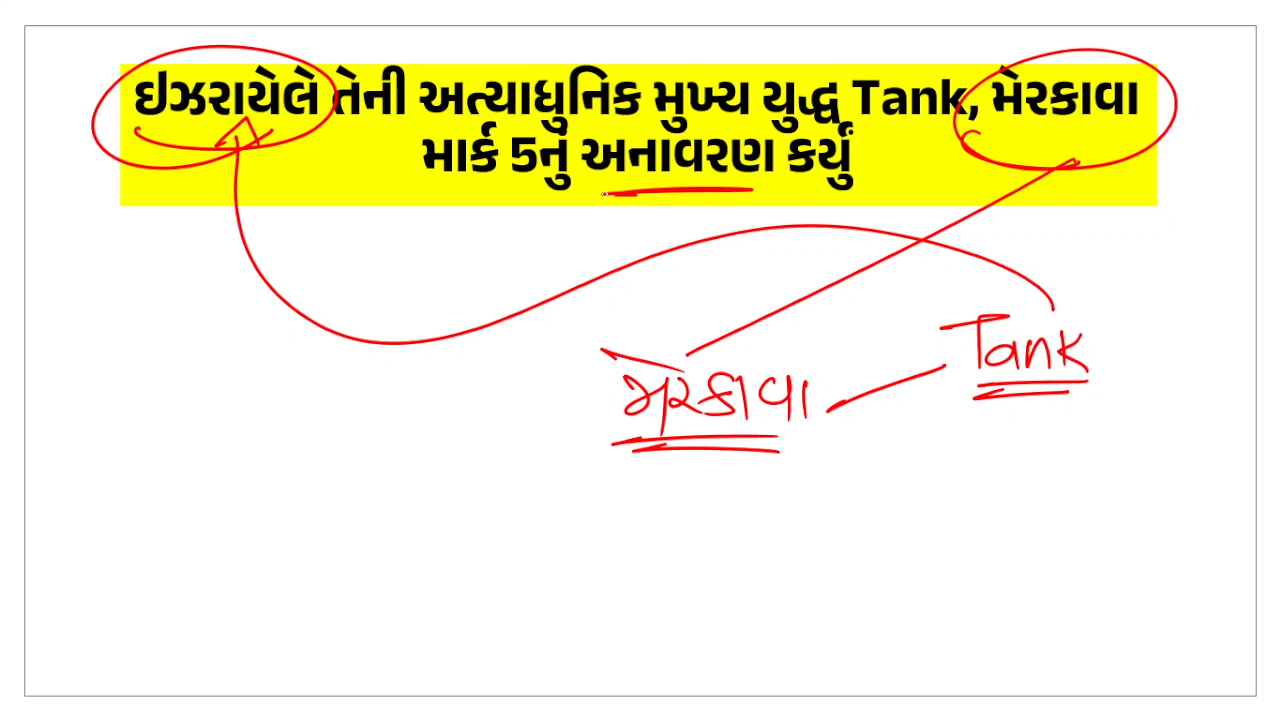 ઇઝરાયેલે તેની અત્યાધુનિક મુખ્ય યુદ્ધ Tank, મેરકાવા
માર્ક 5નું અનાવરણ કર્યું
Tank
મેરકાવા